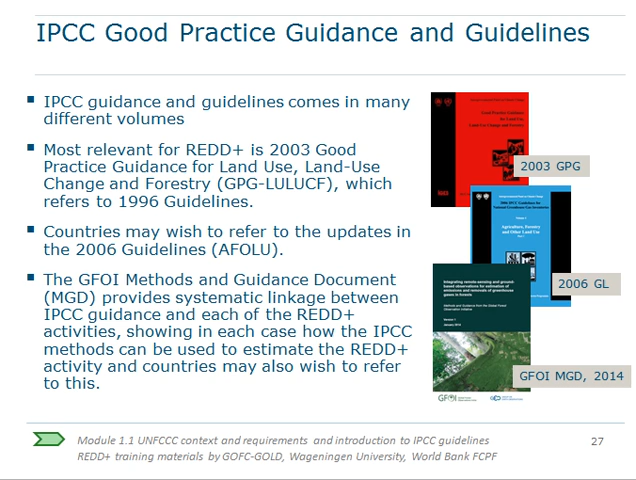 IPCC Good Practice Guidance and Guidelines
IPCC guidance and guidelines comes in many
different volumes
Most relevant for REDD+ is 2003 Good
Practice Guidance for Land Use, Land-Use
Change and Forestry (GPG-LULUCF), which
refers to 1996 Guidelines.
Countries may wish to refer to the updates in
the 2006 Guidelines (AFOLU).
The GFOI Methods and Guidance Document
(MGD) provides systematic linkage between
IPCC guidance and each of the REDD+
activities, showing in each case how the IPCC
methods can be used to estimate the REDD+
activity and countries may also wish to refer
to this.
Good Practice Guidance
for Land Use,
Land-Use Change and Forestry
2003 GPG
2006 IPCC Guidelines for
National Greenhouse Gas Inventories
Agriculture, Forestry
and Other Land Use
2006 GL
Integrating remote-sensing and ground-
based observations for estimation of
emissions and removals of greenhouse
gases in forests
Methods and Guidance from the Global Forest
Observations Initiative
GFOI
GFOI MGD, 2014
Module 1.1 UNFCCC context and requirements and introduction to IPCC guidelines
REDD+ training materials by GOFC-GOLD, Wageningen University, World Bank FCPF
27